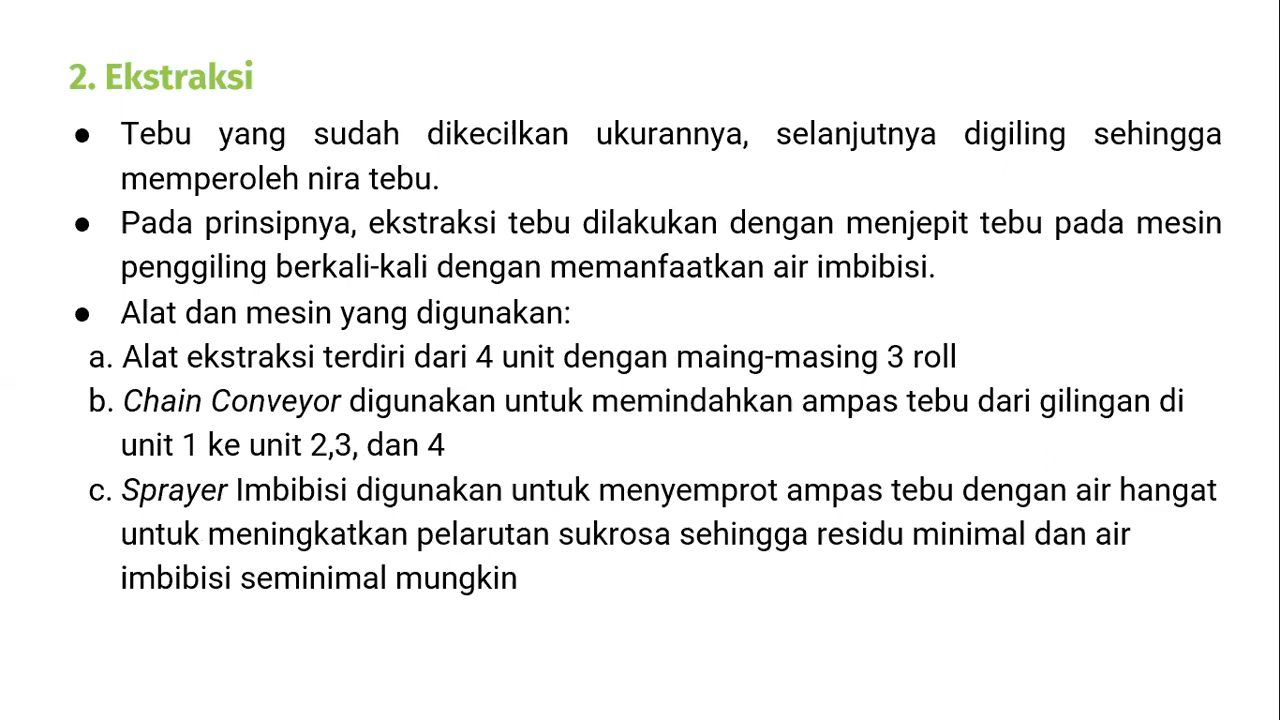 2. Ekstraksi
● Tebu yang sudah dikecilkan ukurannya, selanjutnya digiling sehingga
memperoleh nira tebu.
● Pada prinsipnya, ekstraksi tebu dilakukan dengan menjepit tebu pada mesin
penggiling berkali-kali dengan memanfaatkan air imbibisi.
● Alat dan mesin yang digunakan:
a. Alat ekstraksi terdiri dari 4 unit dengan maing-masing 3 roll
b. Chain Conveyor digunakan untuk memindahkan ampas tebu dari gilingan di
unit 1 ke unit 2,3, dan 4
c. Sprayer Imbibisi digunakan untuk menyemprot ampas tebu dengan air hangat
untuk meningkatkan pelarutan sukrosa sehingga residu minimal dan air
imbibisi seminimal mungkin